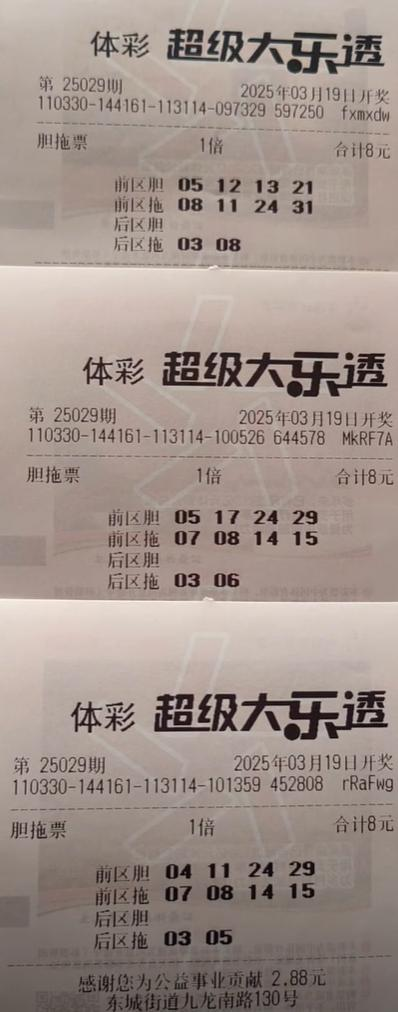 体彩 超级大乐透
第 25029期 2025年03月19日开奖
110330-144161-113114-097329 597250 fxmxdw
胆拖票 1倍 合计8元
前区胆 05 12 13 21
前区拖 08 11 24 31
后区胆
后区拖 03 08
体彩 超级大乐透
第 25029期 2025年03月19日开奖
110330-144161-113114-100526 644578 MkRF7A
胆拖票 1倍 合计8元
前区胆 05 17 24 29
前区拖 07 08 14 15
后区胆
后区拖 03 06
体彩 超级大乐透
第 25029期 2025年03月19日开奖
110330-144161-113114-101359 452808 rRaFwg
胆拖票 1倍 合计8元
前区胆 04 11 24 29
前区拖 07 08 14 15
后区胆
后区拖 03 05
感谢您为公益事业贡献 2.88元
东城街道九龙南路130号